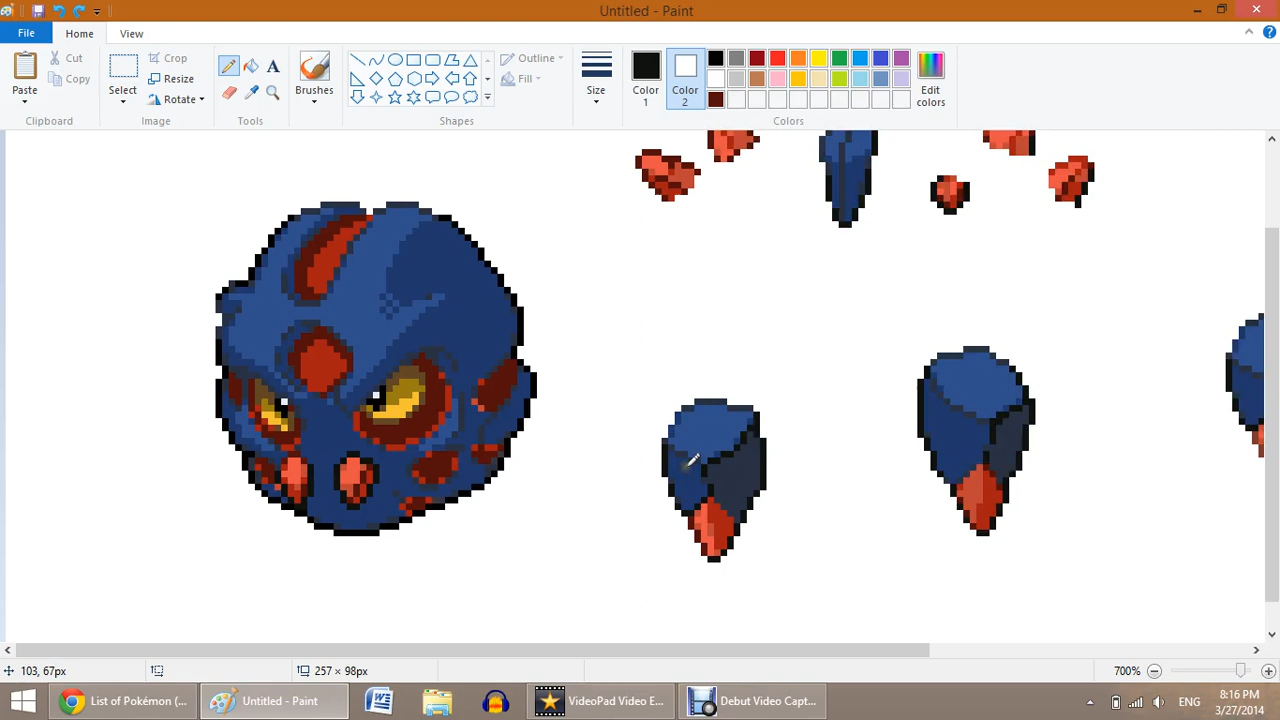 Untitled - Paint
File
Home
View
Paste
Cut
Copy
Clipboard
Select
Crop
Resize
Rotate
Image
A
Tools
Brushes
Outline
Fill
Shapes
Size
Color 1
Color 2
Edit colors
Colors
103, 67px
257 × 98px
700%
List of Pokémon (...
Untitled - Paint
VideoPad Video E...
Debut Video Capt...
ENG
8:16 PM
3/27/2014